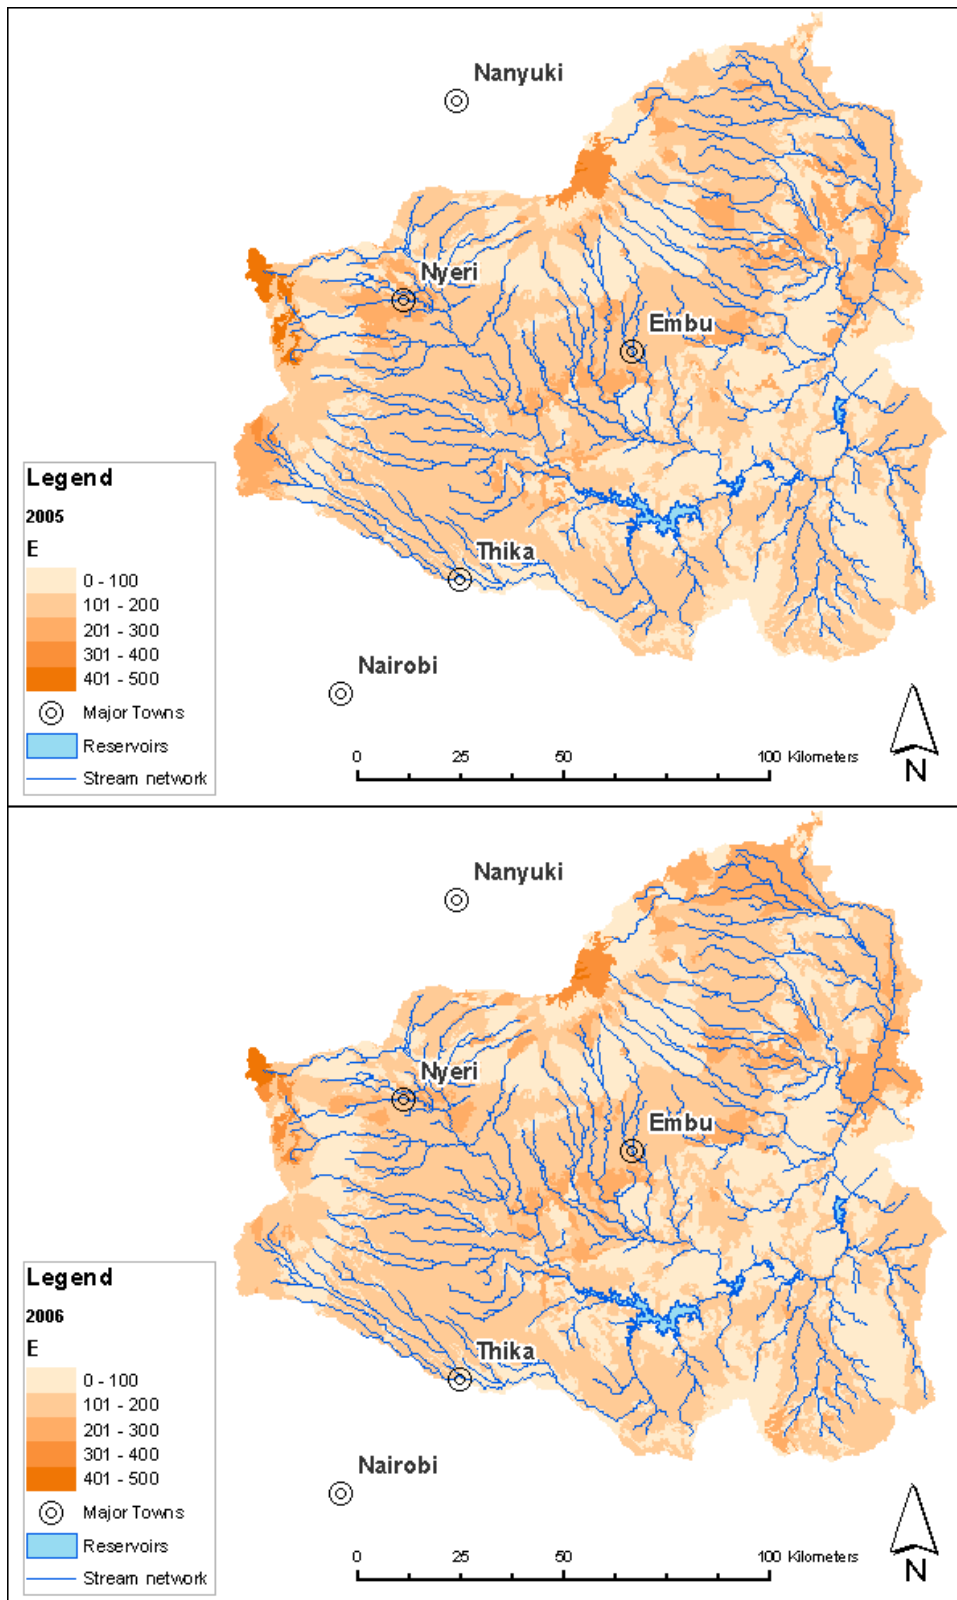 Nanyuki
Nyeri
Embu
Legend
2005
E
0 - 100
101 - 200
201 - 300
301 - 400
401 - 500
Major Towns
Reservoirs
Stream network
Thika
Nairobi
0 25 50 100 Kilometers
N
Nanyuki
Nyeri
Embu
Legend
2006
E
0 - 100
101 - 200
201 - 300
301 - 400
401 - 500
Major Towns
Reservoirs
Stream network
Thika
Nairobi
0 25 50 100 Kilometers
N